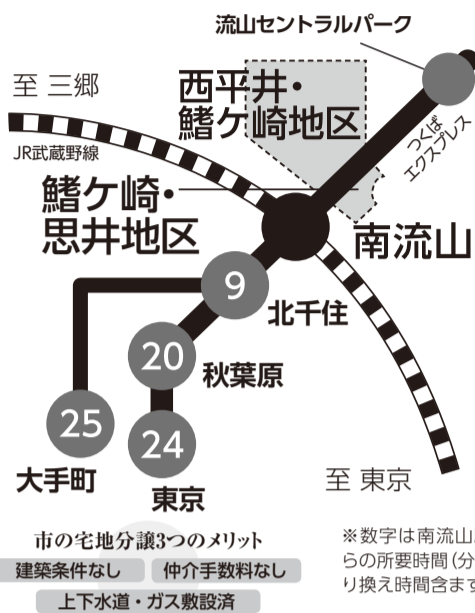 流山セントラルパーク
至 三郷
西平井・
鰭ケ崎地区
つくば
エクスプレス
JR武蔵野線
鰭ケ崎・
思井地区
南流山
9
北千住
20
秋葉原
25
24
大手町
東京
至 東京
市の宅地分譲3つのメリット
建築条件なし
仲介手数料なし
上下水道・ガス敷設済
※数字は南流山
らの所要時間(分
り換え時間含ます